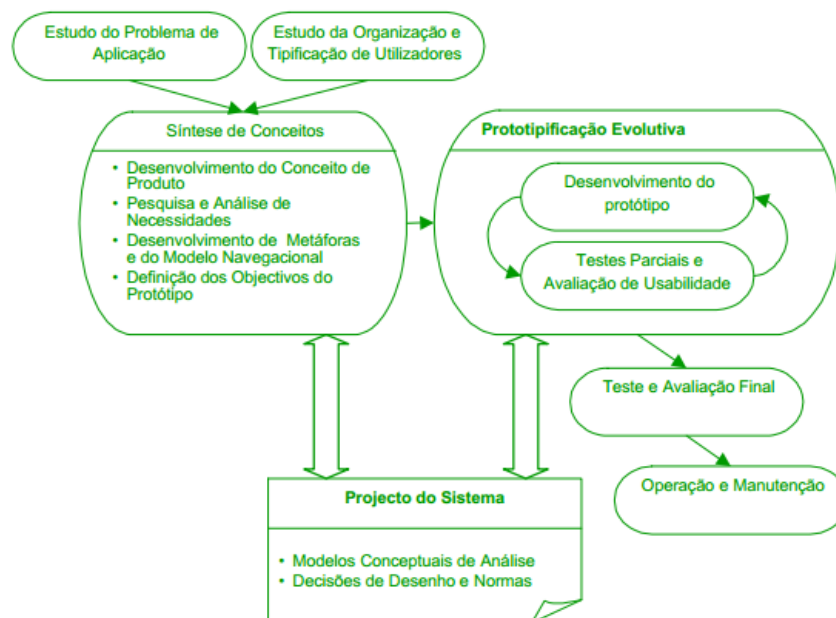 Estudo do Problema de
Aplicação
Estudo da Organização e
Tipificação de Utilizadores
Síntese de Conceitos
• Desenvolvimento do Conceito de
Produto
• Pesquisa e Análise de
Necessidades
• Desenvolvimento de Metáforas
e do Modelo Navegacional
• Definição dos Objectivos do
Protótipo
Prototipificação Evolutiva
Desenvolvimento do
protótipo
Testes Parciais e
Avaliação de Usabilidade
Teste e Avaliação Final
Operação e Manutenção
Projecto do Sistema
• Modelos Conceptuais de Análise
• Decisões de Desenho e Normas